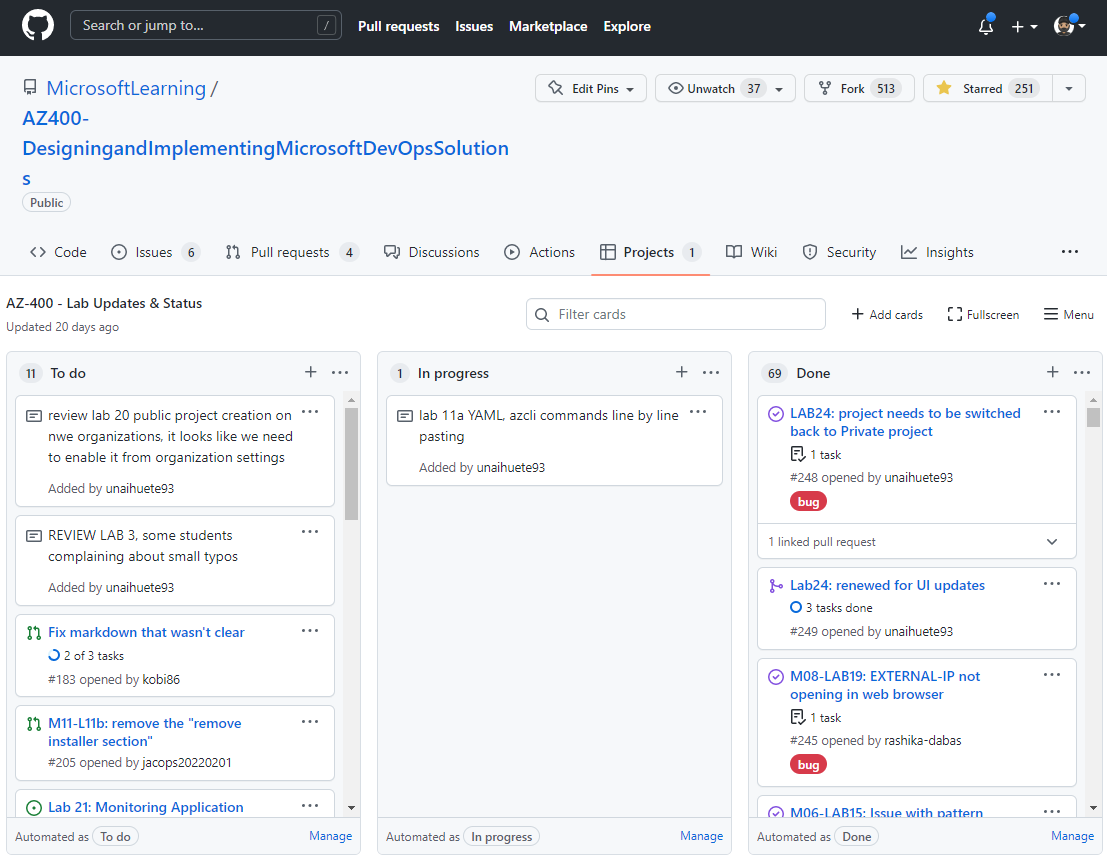 Search or jump to... /
Pull requests Issues Marketplace Explore
MicrosoftLearning /
AZ400-
DesigningandImplementingMicrosoftDevOpsSolution
s
Public
Edit Pins Unwatch 37 Fork 513 Starred 251
Code Issues 6 Pull requests 4 Discussions Actions Projects 1 Wiki Security Insights
AZ-400 - Lab Updates & Status
Updated 20 days ago
Filter cards
Add cards Fullscreen Menu
11 To do
review lab 20 public project creation on
nwe organizations, it looks like we need
to enable it from organization settings
Added by unaihuete93
REVIEW LAB 3, some students
complaining about small typos
Added by unaihuete93
Fix markdown that wasn't clear
2 of 3 tasks
#183 opened by kobi86
M11-L11b: remove the "remove
installer section"
#205 opened by jacops20220201
Lab 21: Monitoring Application
Automated as To do Manage
1 In progress
lab 11a YAML, azcli commands line by line
pasting
Added by unaihuete93
Automated as In progress Manage
69 Done
LAB24: project needs to be switched
back to Private project
1 task
#248 opened by unaihuete93
bug
1 linked pull request
Lab24: renewed for UI updates
3 tasks done
#249 opened by unaihuete93
M08-LAB19: EXTERNAL-IP not
opening in web browser
1 task
#245 opened by rashika-dabas
bug
M06-LAB15: Issue with pattern
Automated as Done Manage